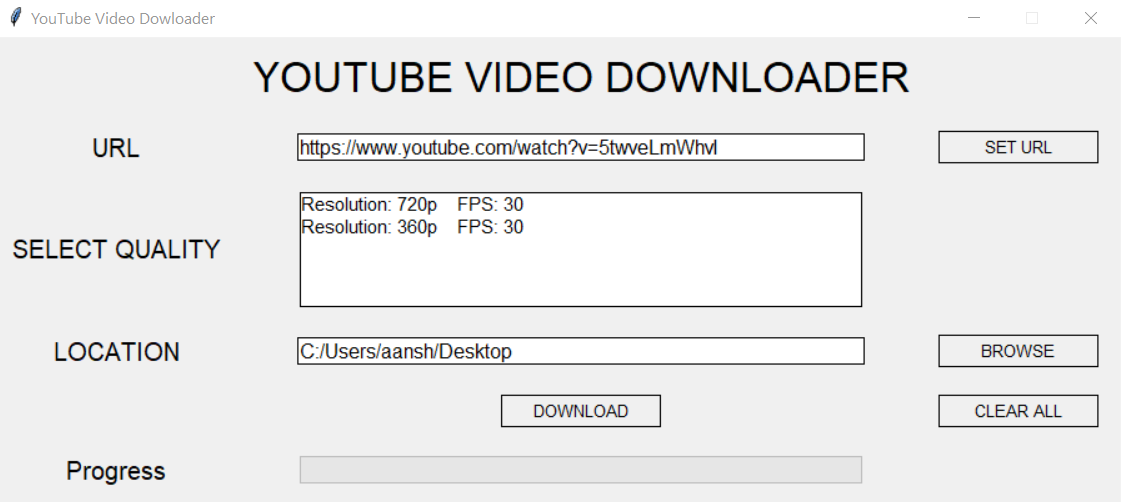 YouTube Video Dowloader
YOUTUBE VIDEO DOWNLOADER
URL
https://www.youtube.com/watch?v=5twveLmWhvI
SET URL
SELECT QUALITY
Resolution: 720p FPS: 30
Resolution: 360p FPS: 30
LOCATION
C:/Users/aansh/Desktop
BROWSE
DOWNLOAD
CLEAR ALL
Progress